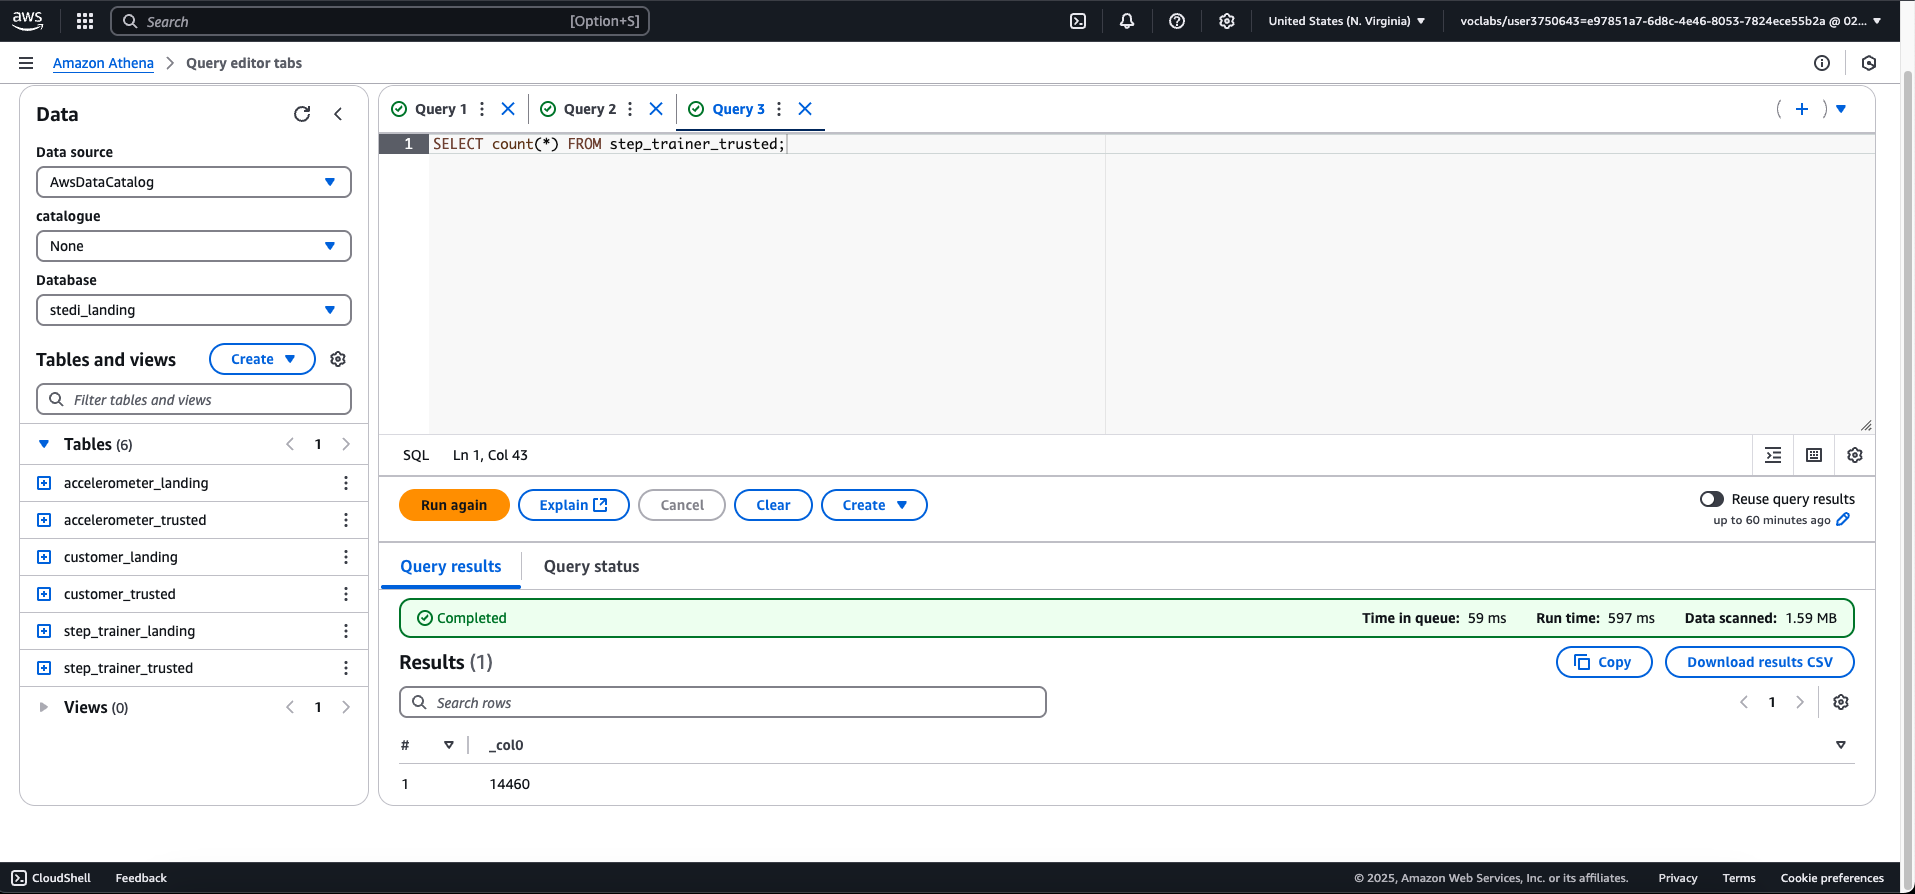 aws
Search [Option+S]
United States (N. Virginia)
voclabs/user3750643=e97851a7-6d8c-4e46-8053-7824ece55b2a @ 02...
Amazon Athena > Query editor tabs
Data
Data source
AwsDataCatalog
catalogue
None
Database
stedi_landing
Tables and views
Create
Filter tables and views
Tables (6)
1
accelerometer_landing
accelerometer_trusted
customer_landing
customer_trusted
step_trainer_landing
step_trainer_trusted
Views (0)
1
Query 1
Query 2
Query 3
1 SELECT count(*) FROM step_trainer_trusted;
SQL Ln 1, Col 43
Run again
Explain
Cancel
Clear
Create
Reuse query results
up to 60 minutes ago
Query results
Query status
Completed
Time in queue: 59 ms
Run time: 597 ms
Data scanned: 1.59 MB
Results (1)
Copy
Download results CSV
Search rows
1
# _col0
1 14460
CloudShell
Feedback
© 2025, Amazon Web Services, Inc. or its affiliates.
Privacy
Terms
Cookie preferences